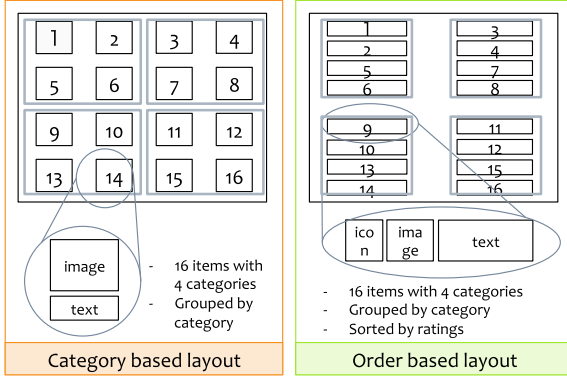 1 2 3 4
5 6 7 8
9 10 11 12
13 14 15 16
image
text
- 16 items with
4 categories
- Grouped by
category
Category based layout
1 3
2 4
5 7
6 8
9 11
10 12
13 15
14 16
ico
n
ima
ge
text
- 16 items with 4 categories
- Grouped by category
- Sorted by ratings
Order based layout